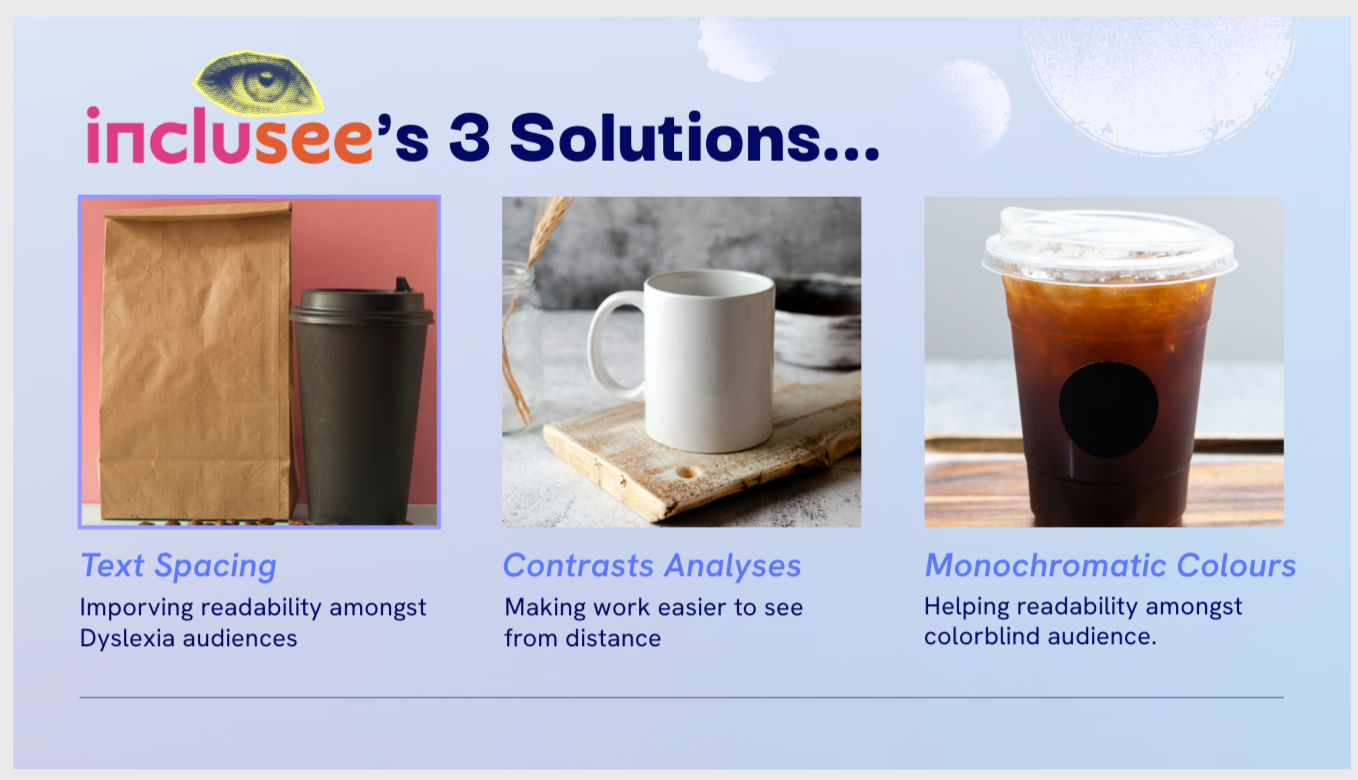 inclusee's 3 Solutions...
Text Spacing
Imporving readability amongst
Dyslexia audiences
Contrasts Analyses
Making work easier to see
from distance
Monochromatic Colours
Helping readability amongst
colorblind audience.